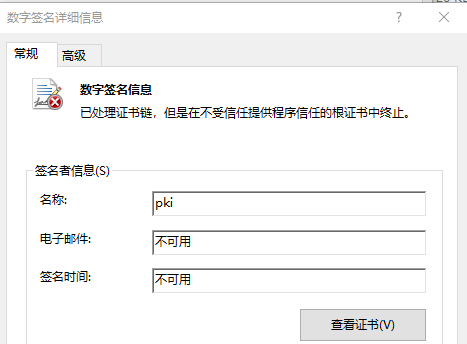 数字签名详细信息
常规
高级
数字签名信息
已处理证书链，但是在不受信任提供程序信任的根证书中终止。
签名者信息(S)
名称:
pki
电子邮件:
不可用
签名时间:
不可用
查看证书(V)